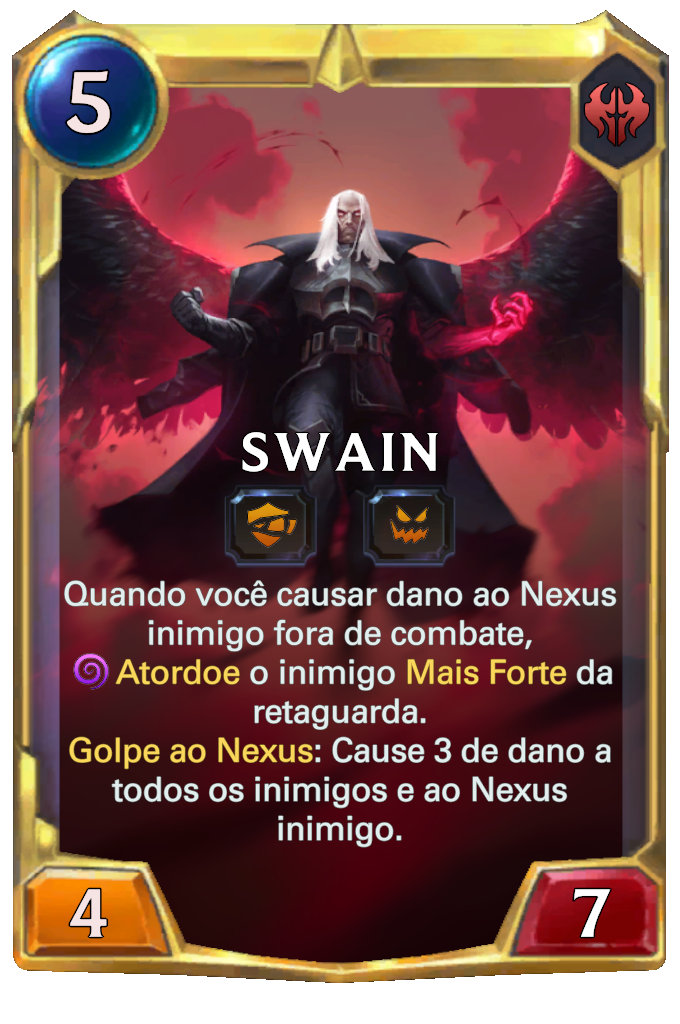 5
SWAIN
Quando você causar dano ao Nexus
inimigo fora de combate,
Atordoe o inimigo Mais Forte da
retaguarda.
Golpe ao Nexus: Cause 3 de dano a
todos os inimigos e ao Nexus
inimigo.
4
7